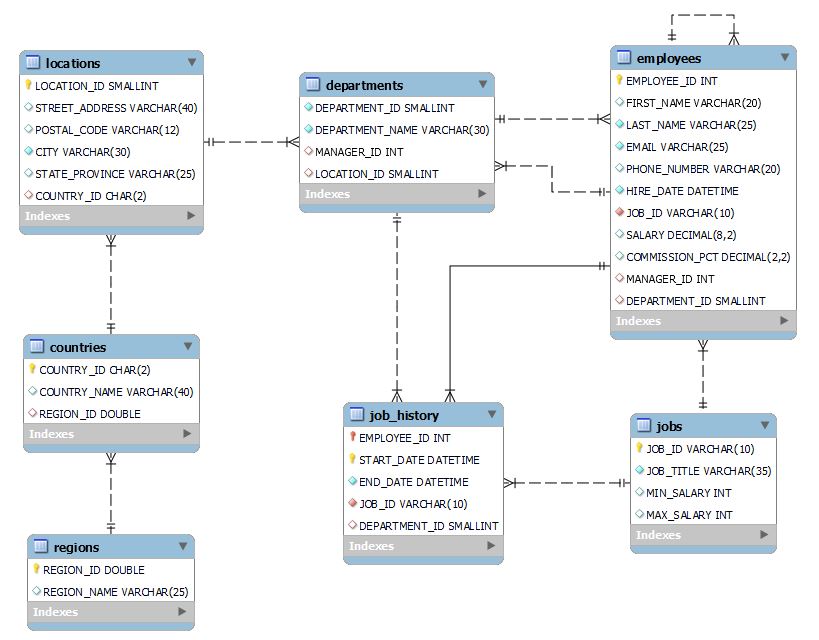 locations
LOCATION_ID SMALLINT
STREET_ADDRESS VARCHAR(40)
POSTAL_CODE VARCHAR(12)
CITY VARCHAR(30)
STATE_PROVINCE VARCHAR(25)
COUNTRY_ID CHAR(2)
Indexes
departments
DEPARTMENT_ID SMALLINT
DEPARTMENT_NAME VARCHAR(30)
MANAGER_ID INT
LOCATION_ID SMALLINT
Indexes
employees
EMPLOYEE_ID INT
FIRST_NAME VARCHAR(20)
LAST_NAME VARCHAR(25)
EMAIL VARCHAR(25)
PHONE_NUMBER VARCHAR(20)
HIRE_DATE DATETIME
JOB_ID VARCHAR(10)
SALARY DECIMAL(8,2)
COMMISSION_PCT DECIMAL(2,2)
MANAGER_ID INT
DEPARTMENT_ID SMALLINT
Indexes
countries
COUNTRY_ID CHAR(2)
COUNTRY_NAME VARCHAR(40)
REGION_ID DOUBLE
Indexes
job_history
EMPLOYEE_ID INT
START_DATE DATETIME
END_DATE DATETIME
JOB_ID VARCHAR(10)
DEPARTMENT_ID SMALLINT
Indexes
jobs
JOB_ID VARCHAR(10)
JOB_TITLE VARCHAR(35)
MIN_SALARY INT
MAX_SALARY INT
Indexes
regions
REGION_ID DOUBLE
REGION_NAME VARCHAR(25)
Indexes